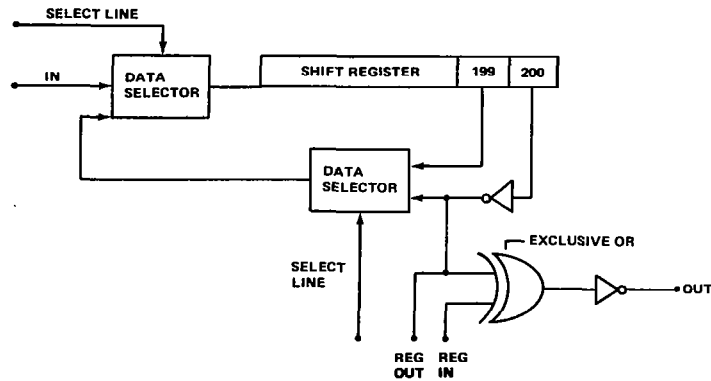 SELECT LINE
IN
DATA
SELECTOR
SHIFT REGISTER
199
200
DATA
SELECTOR
EXCLUSIVE OR
SELECT
LINE
OUT
REG
OUT
REG
IN